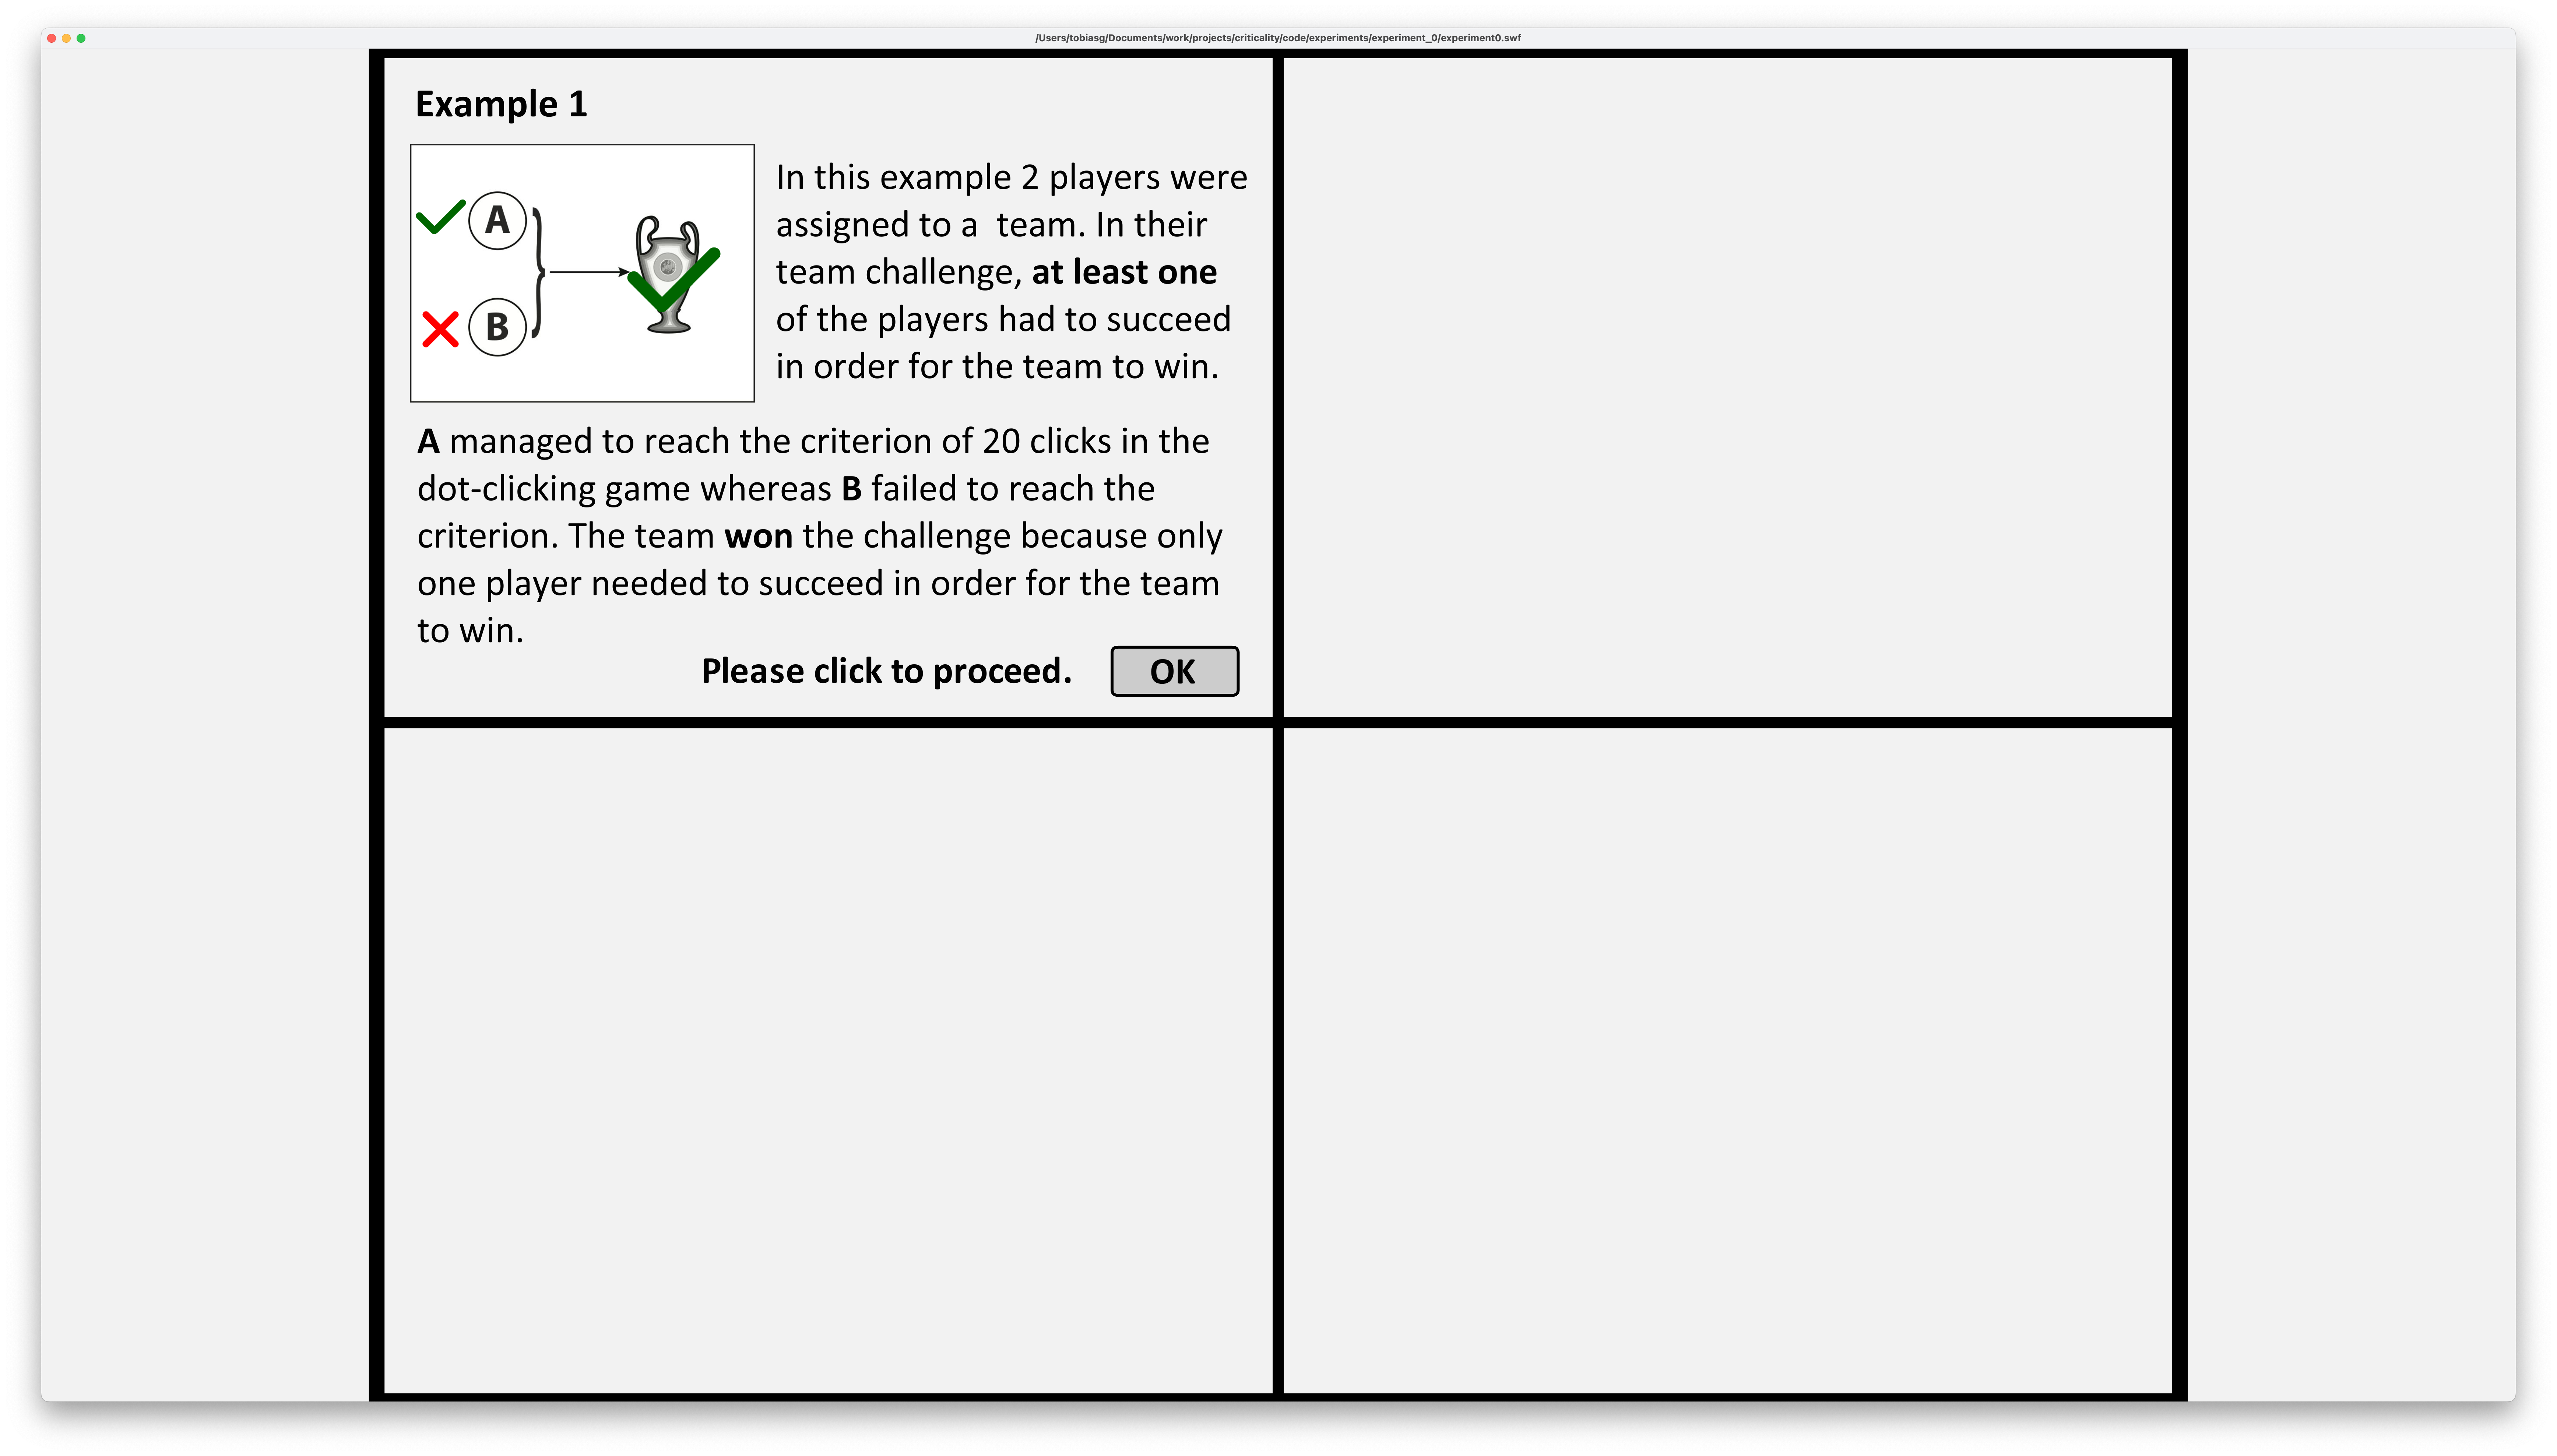 /Users/tobiasg/Documents/work/projects/criticality/code/experiments/experiment_0/experiment0.swf
Example 1
A
B
In this example 2 players were
assigned to a  team. In their
team challenge, at least one
of the players had to succeed
in order for the team to win.
A managed to reach the criterion of 20 clicks in the
dot-clicking game whereas B failed to reach the
criterion. The team won the challenge because only
one player needed to succeed in order for the team
to win.
Please click to proceed.
OK